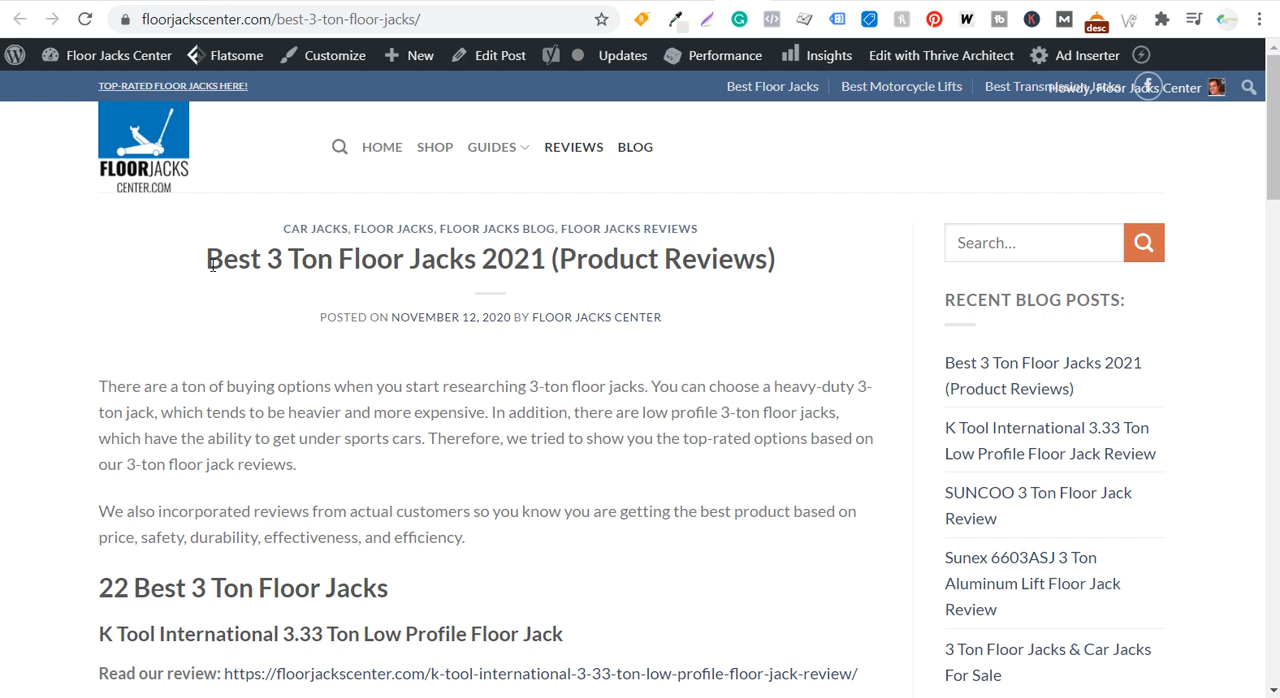 floorjackscenter.com/best-3-ton-floor-jacks/
desc
Floor Jacks Center Flatsome Customize New Edit Post Updates Performance Insights Edit with Thrive Architect Ad Inserter
TOP-RATED FLOOR JACKS HERE! Best Floor Jacks Best Motorcycle Lifts Best Transmission Jacks Howdy, Floor Jacks Center
FLOORJACKS
CENTER.COM
HOME SHOP GUIDES REVIEWS BLOG
CAR JACKS, FLOOR JACKS, FLOOR JACKS BLOG, FLOOR JACKS REVIEWS
Best 3 Ton Floor Jacks 2021 (Product Reviews)
POSTED ON NOVEMBER 12, 2020 BY FLOOR JACKS CENTER
There are a ton of buying options when you start researching 3-ton floor jacks. You can choose a heavy-duty 3-
ton jack, which tends to be heavier and more expensive. In addition, there are low profile 3-ton floor jacks,
which have the ability to get under sports cars. Therefore, we tried to show you the top-rated options based on
our 3-ton floor jack reviews.
We also incorporated reviews from actual customers so you know you are getting the best product based on
price, safety, durability, effectiveness, and efficiency.
22 Best 3 Ton Floor Jacks
K Tool International 3.33 Ton Low Profile Floor Jack
Read our review: https://floorjackscenter.com/k-tool-international-3-33-ton-low-profile-floor-jack-review/
Search...
RECENT BLOG POSTS:
Best 3 Ton Floor Jacks 2021
(Product Reviews)
K Tool International 3.33 Ton
Low Profile Floor Jack Review
SUNCOO 3 Ton Floor Jack
Review
Sunex 6603ASJ 3 Ton
Aluminum Lift Floor Jack
Review
3 Ton Floor Jacks & Car Jacks
For Sale